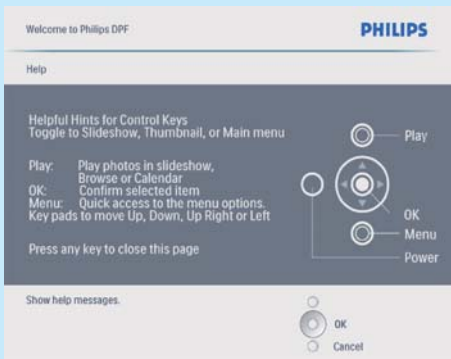 Welcome to Philips DPF
PHILIPS
Help
Helpful Hints for Control Keys
Toggle to Slideshow, Thumbnail, or Main menu
Play: Play photos in slideshow,
Browse or Calendar
OK: Confirm selected item
Menu: Quick access to the menu options.
Key pads to move Up, Down, Up Right or Left
Press any key to close this page
Play
OK
Menu
Power
Show help messages.
OK
Cancel